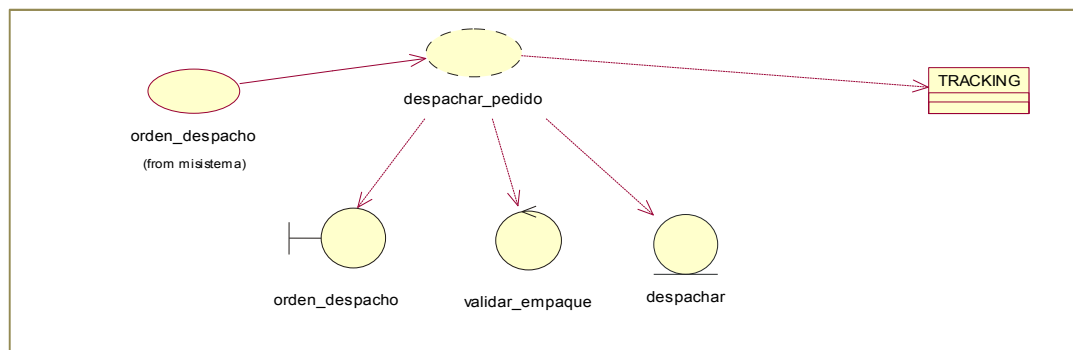 TRACKING
despachar_pedido
orden_despacho
(from misistema)
orden_despacho
validar_empaque
despachar